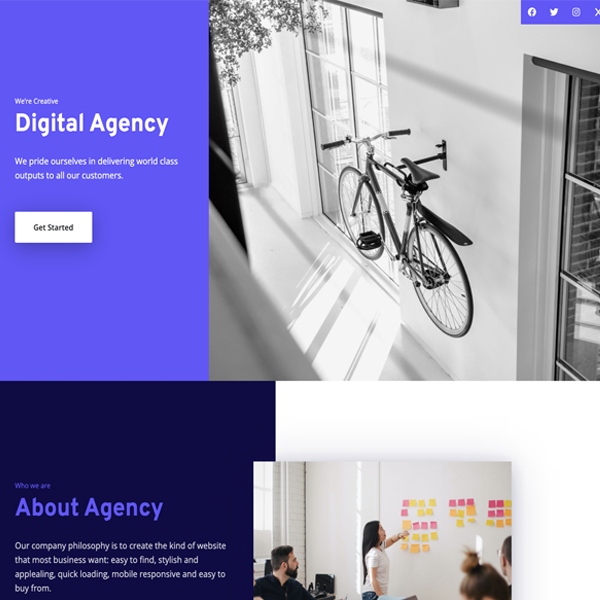 We're Creative
Digital Agency
We pride ourselves in delivering world class
outputs to all our customers.
Get Started
Who we are
About Agency
Our company philosophy is to create the kind of website
that most business want: easy to find, stylish and
applealing, quick loading, mobile responsive and easy to
buy from.